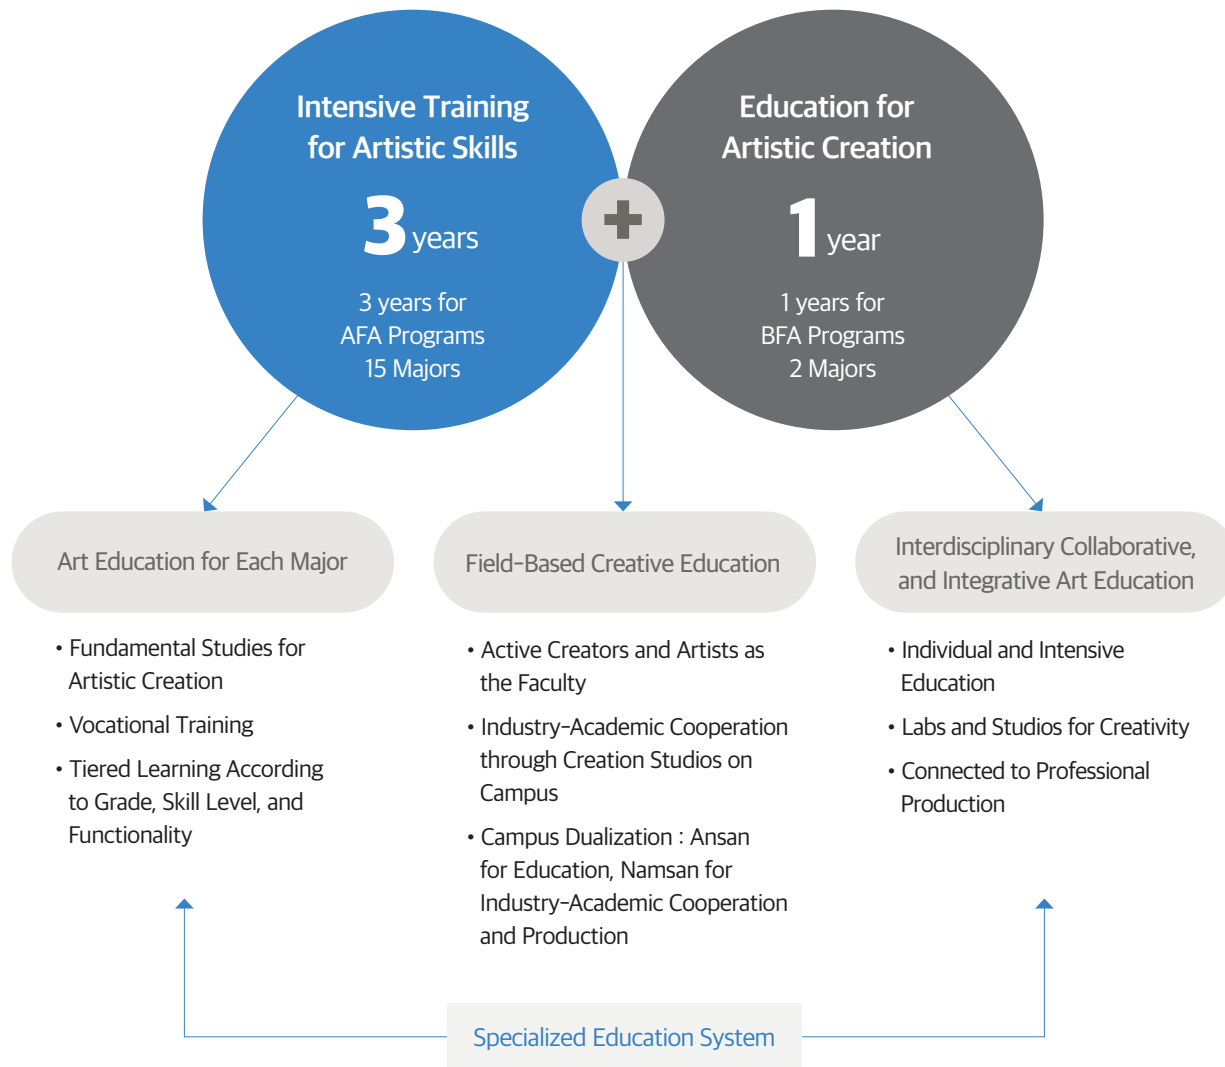 Intensive Training
for Artistic Skills
3 years
3 years for
AFA Programs
15 Majors
+
Education for
Artistic Creation
1 year
1 years for
BFA Programs
2 Majors
Art Education for Each Major
• Fundamental Studies for
Artistic Creation
• Vocational Training
• Tiered Learning According
to Grade, Skill Level, and
Functionality
Field-Based Creative Education
• Active Creators and Artists as
the Faculty
• Industry-Academic Cooperation
through Creation Studios on
Campus
• Campus Dualization : Ansan
for Education, Namsan for
Industry-Academic Cooperation
and Production
Interdisciplinary Collaborative,
and Integrative Art Education
• Individual and Intensive
Education
• Labs and Studios for Creativity
• Connected to Professional
Production
Specialized Education System